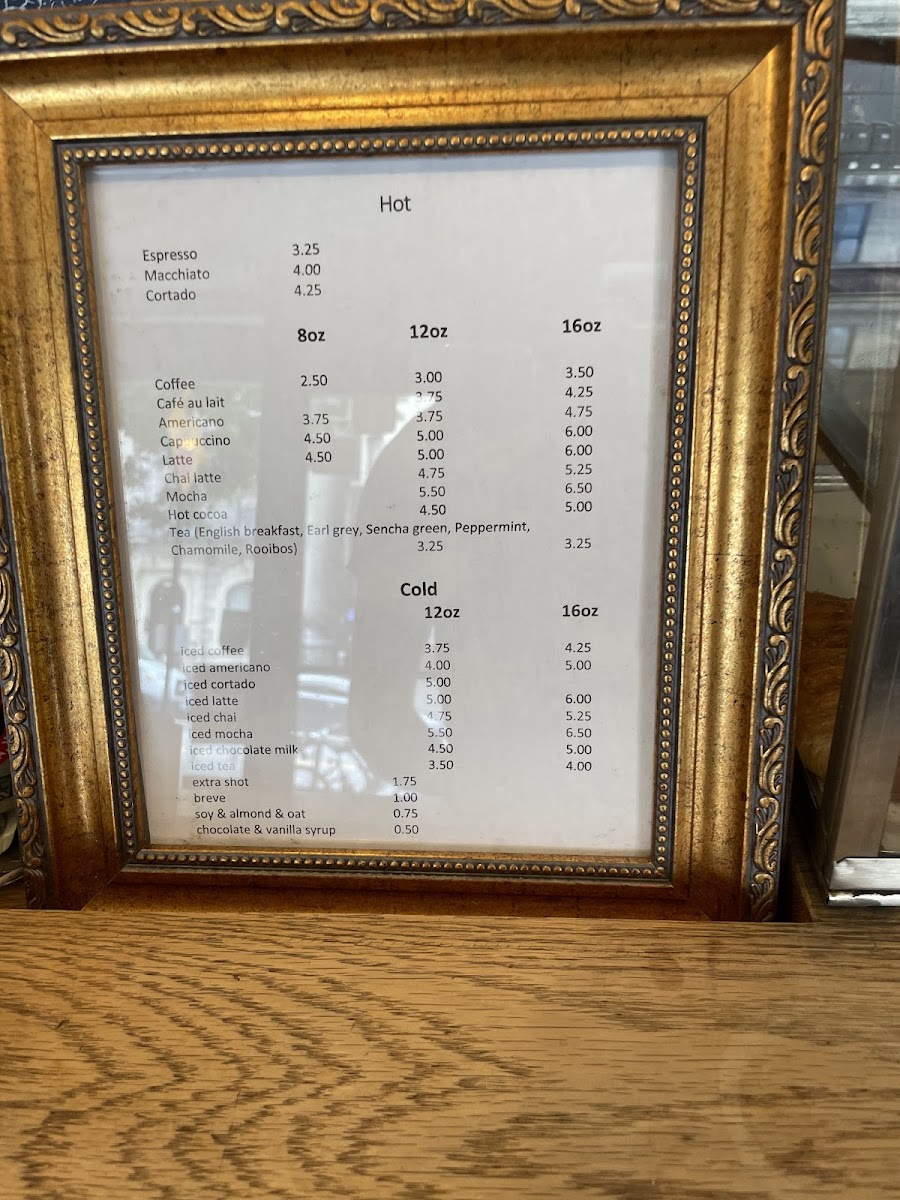 Hot
Espresso 3.25
Macchiato 4.00
Cortado 4.25
8oz 12oz 16oz
Coffee 2.50 3.00 3.50
Café au lait 3.75 4.25
Americano 3.75 3.75 4.75
Cappuccino 4.50 5.00 6.00
Latte 4.50 5.00 6.00
Chai latte 4.75 5.25
Mocha 5.50 6.50
Hot cocoa 4.50 5.00
Tea (English breakfast, Earl grey, Sencha green, Peppermint,
Chamomile, Rooibos) 3.25 3.25
Cold
12oz 16oz
iced coffee 3.75 4.25
iced americano 4.00 5.00
iced cortado 5.00
iced latte 5.00 6.00
iced chai 4.75 5.25
iced mocha 5.50 6.50
iced chocolate milk 4.50 5.00
iced tea 3.50 4.00
extra shot 1.75
breve 1.00
soy & almond & oat 0.75
chocolate & vanilla syrup 0.50